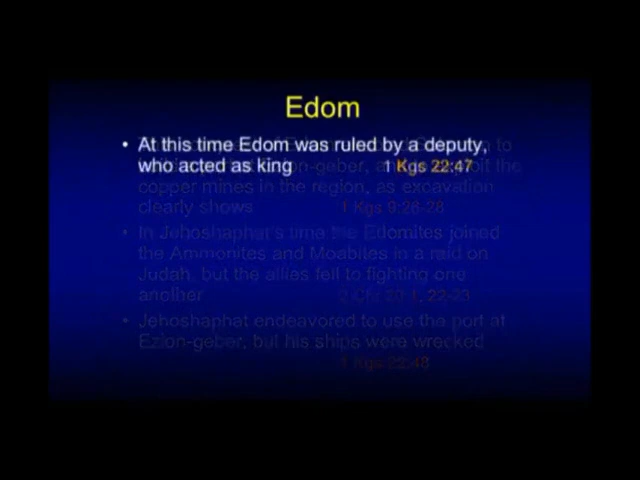 Edom
• At this time Edom was ruled by a deputy,
who acted as king 1 Kgs 22:47
copper mines in the region, as excavation
clearly shows 1 Kgs 9:26-28
• In Jehoshaphat's time the Edomites joined
the Ammonites and Moabites in a raid on
Judah, but the allies fell to fighting one
another 2 Chr 20:1, 22-23
• Jehoshaphat endeavored to use the port at
Ezion-geber, but his ships were wrecked
1 Kgs 22:48